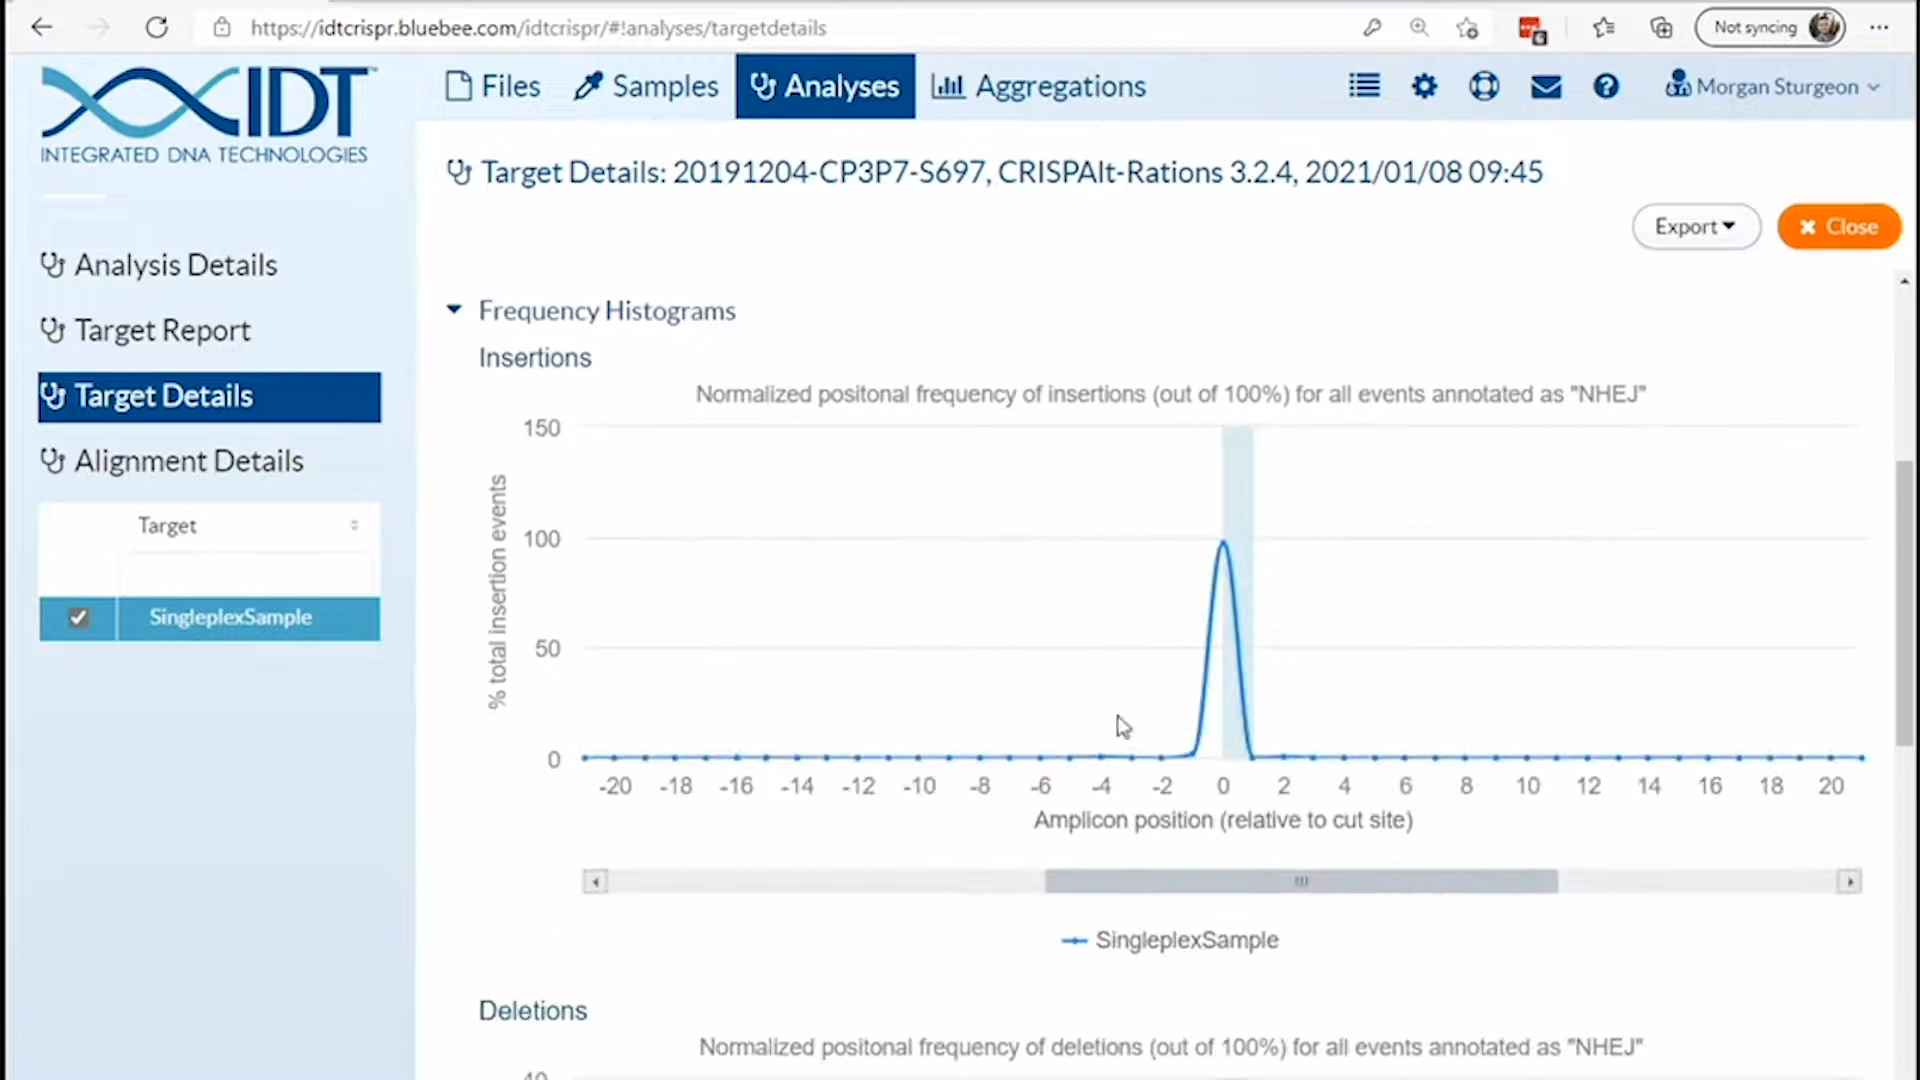 https://idtcrispr.bluebee.com/idtcrispr/#!analyses/targetdetails
Not syncing
IDT
INTEGRATED DNA TECHNOLOGIES
Files
Samples
Analyses
Aggregations
Morgan Sturgeon
Target Details: 20191204-CP3P7-S697, CRISPAlt-Rations 3.2.4, 2021/01/08 09:45
Export
Close
Analysis Details
Target Report
Target Details
Alignment Details
Target
SingleplexSample
Frequency Histograms
Insertions
Normalized positonal frequency of insertions (out of 100%) for all events annotated as "NHEJ"
150
100
50
0
% total insertion events
-20 -18 -16 -14 -12 -10 -8 -6 -4 -2 0 2 4 6 8 10 12 14 16 18 20
Amplicon position (relative to cut site)
SingleplexSample
Deletions
Normalized positonal frequency of deletions (out of 100%) for all events annotated as "NHEJ"
40